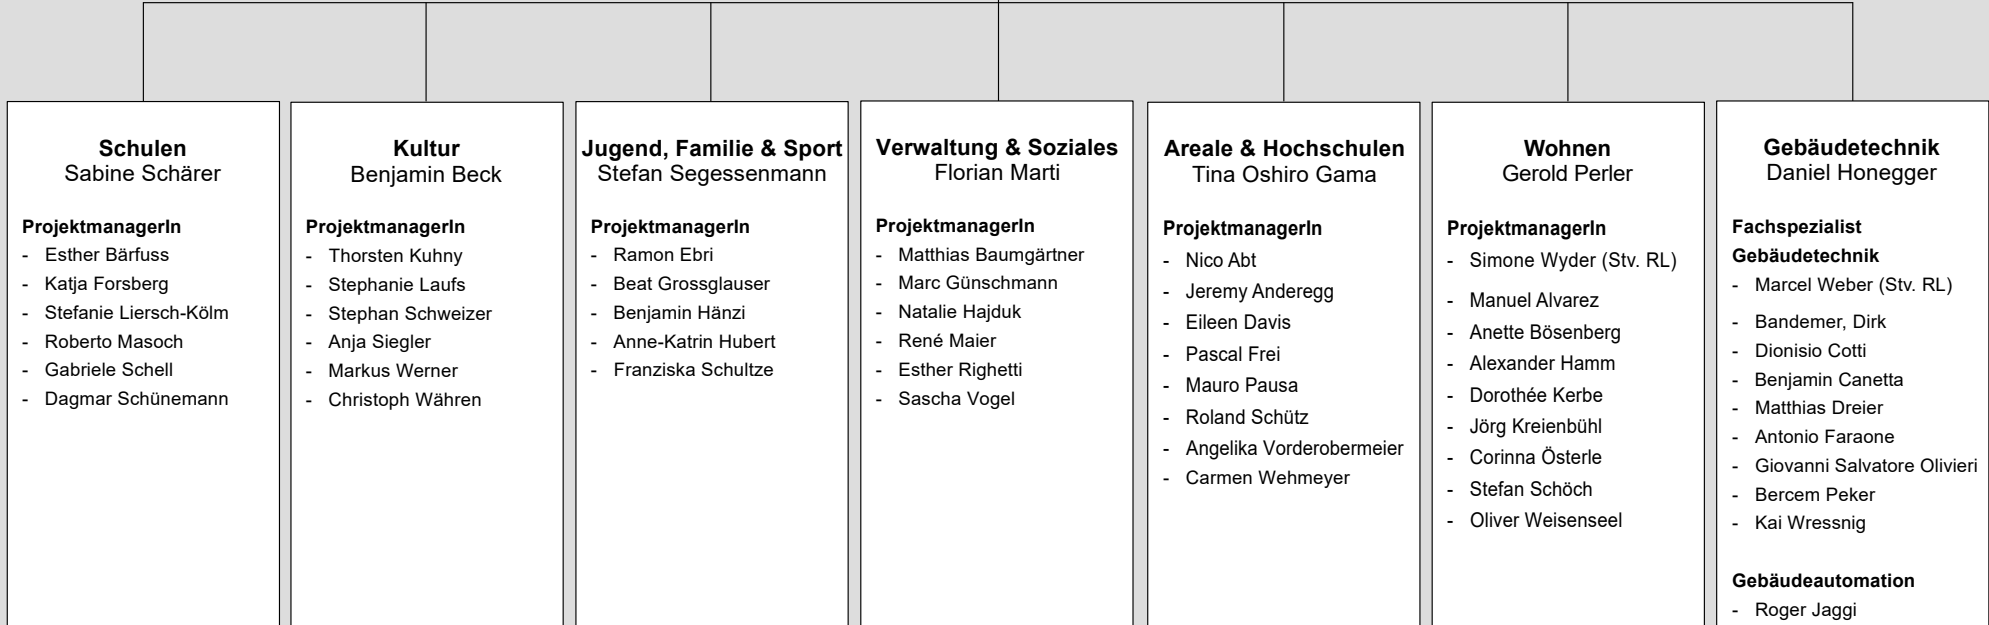 Schulen
Sabine Schärer
ProjektmanagerIn
- Esther Bärfuss
- Katja Forsberg
- Stefanie Liersch-Kölm
- Roberto Masoch
- Gabriele Schell
- Dagmar Schünemann
Kultur
Benjamin Beck
ProjektmanagerIn
- Thorsten Kuhny
- Stephanie Laufs
- Stephan Schweizer
- Anja Siegler
- Markus Werner
- Christoph Währen
Jugend, Familie & Sport
Stefan Segessenmann
ProjektmanagerIn
- Ramon Ebri
- Beat Grossglauser
- Benjamin Hänzi
- Anne-Katrin Hubert
- Franziska Schultze
Verwaltung & Soziales
Florian Marti
ProjektmanagerIn
- Matthias Baumgärtner
- Marc Günschmann
- Natalie Hajduk
- René Maier
- Esther Righetti
- Sascha Vogel
Areale & Hochschulen
Tina Oshiro Gama
ProjektmanagerIn
- Nico Abt
- Jeremy Anderegg
- Eileen Davis
- Pascal Frei
- Mauro Pausa
- Roland Schütz
- Angelika Vorderobermeier
- Carmen Wehmeyer
Wohnen
Gerold Perler
ProjektmanagerIn
- Simone Wyder (Stv. RL)
- Manuel Alvarez
- Anette Bösenberg
- Alexander Hamm
- Dorothée Kerbe
- Jörg Kreienbühl
- Corinna Österle
- Stefan Schöch
- Oliver Weisenseel
Gebäudetechnik
Daniel Honegger
Fachspezialist
Gebäudetechnik
- Marcel Weber (Stv. RL)
- Bandemer, Dirk
- Dionisio Cotti
- Benjamin Canetta
- Matthias Dreier
- Antonio Faraone
- Giovanni Salvatore Olivieri
- Bercem Peker
- Kai Wressnig
Gebäudeautomation
- Roger Jaggi